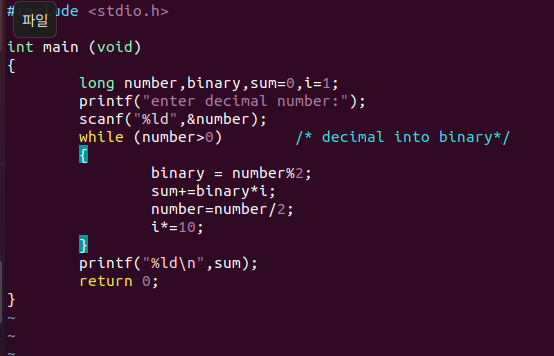 #include <stdio.h>
파일
int main (void)
{
        long number,binary,sum=0,i=1;
        printf("enter decimal number:");
        scanf("%ld",&number);
        while (number>0)        /* decimal into binary*/
        {
                binary = number%2;
                sum+=binary*i;
                number=number/2;
                i*=10;
        }
        printf("%ld\n",sum);
        return 0;
}
~
~
~